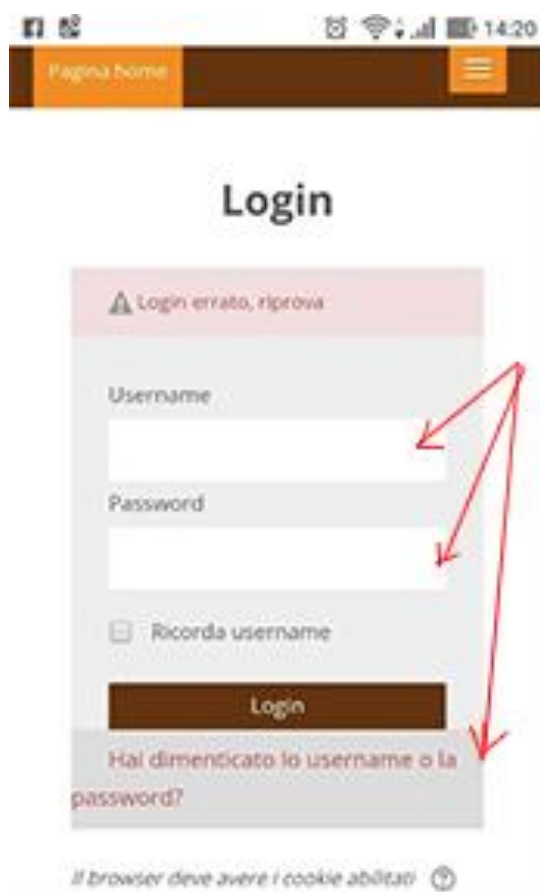 14:20
Pagina home
Login
Login errato, riprova
Username
Password
Ricorda username
Login
Hai dimenticato lo username o la
password?
Il browser deve avere i cookie abilitati